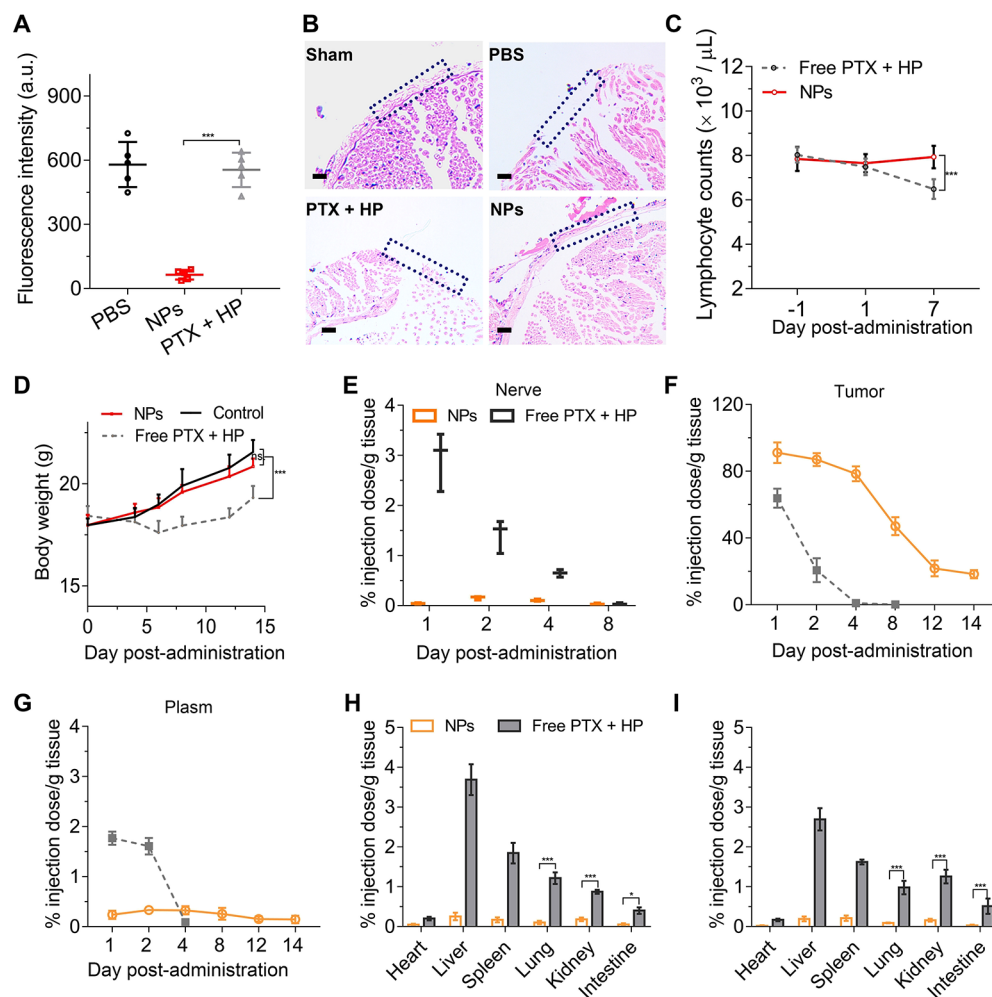 A
Fluorescence intensity (a.u.)
900
600
300
0
***
PBS
NPs
PTX + HP
B
Sham
PBS
PTX + HP
NPs
C
Lymphocyte counts (× 10³ / μL)
12
10
8
6
4
2
Free PTX + HP
NPs
***
-1
1
7
Day post-administration
D
NPs
Control
Free PTX + HP
Body weight (g)
20
18
15
ns
***
0
5
10
15
Day post-administration
E
Nerve
NPs
Free PTX + HP
% injection dose/g tissue
4
3
2
1
0
1
2
4
8
Day post-administration
F
Tumor
% injection dose/g tissue
120
80
40
0
1
2
4
8
12
14
Day post-administration
G
Plasm
% injection dose/g tissue
4
3
2
1
0
1
2
4
8
12
14
Day post-administration
H
NPs
Free PTX + HP
% injection dose/g tissue
5
4
3
2
1
0
***
***
*
Heart
Liver
Spleen
Lung
Kidney
Intestine
I
% injection dose/g tissue
5
4
3
2
1
0
***
***
***
Heart
Liver
Spleen
Lung
Kidney
Intestine